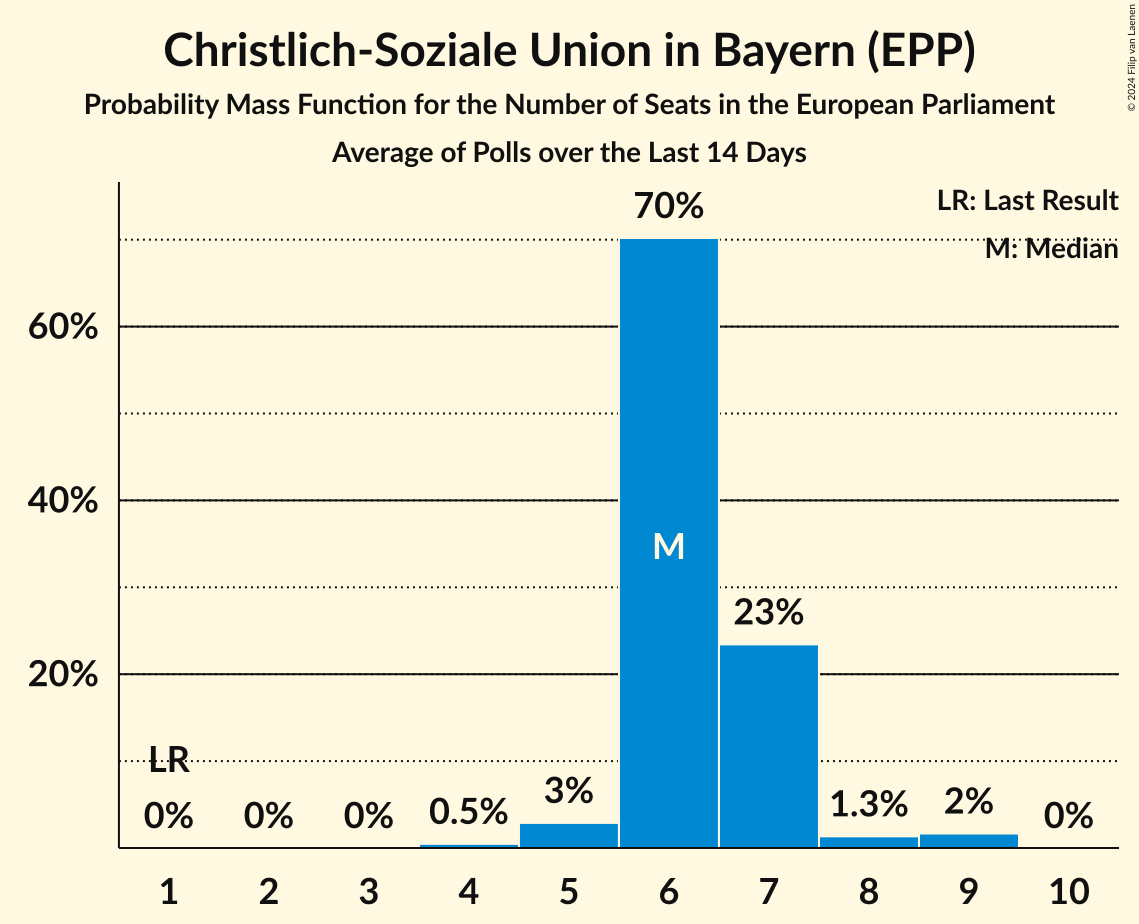 Christlich-Soziale Union in Bayern (EPP)
Probability Mass Function for the Number of Seats in the European Parliament
Average of Polls over the Last 14 Days
© 2024 Filip van Laenen
LR: Last Result
M: Median
70%
60%
40%
M
23%
20%
LR
0% 0% 0% 0.5% 3% 1.3% 2% 0%
1 2 3 4 5 6 7 8 9 10